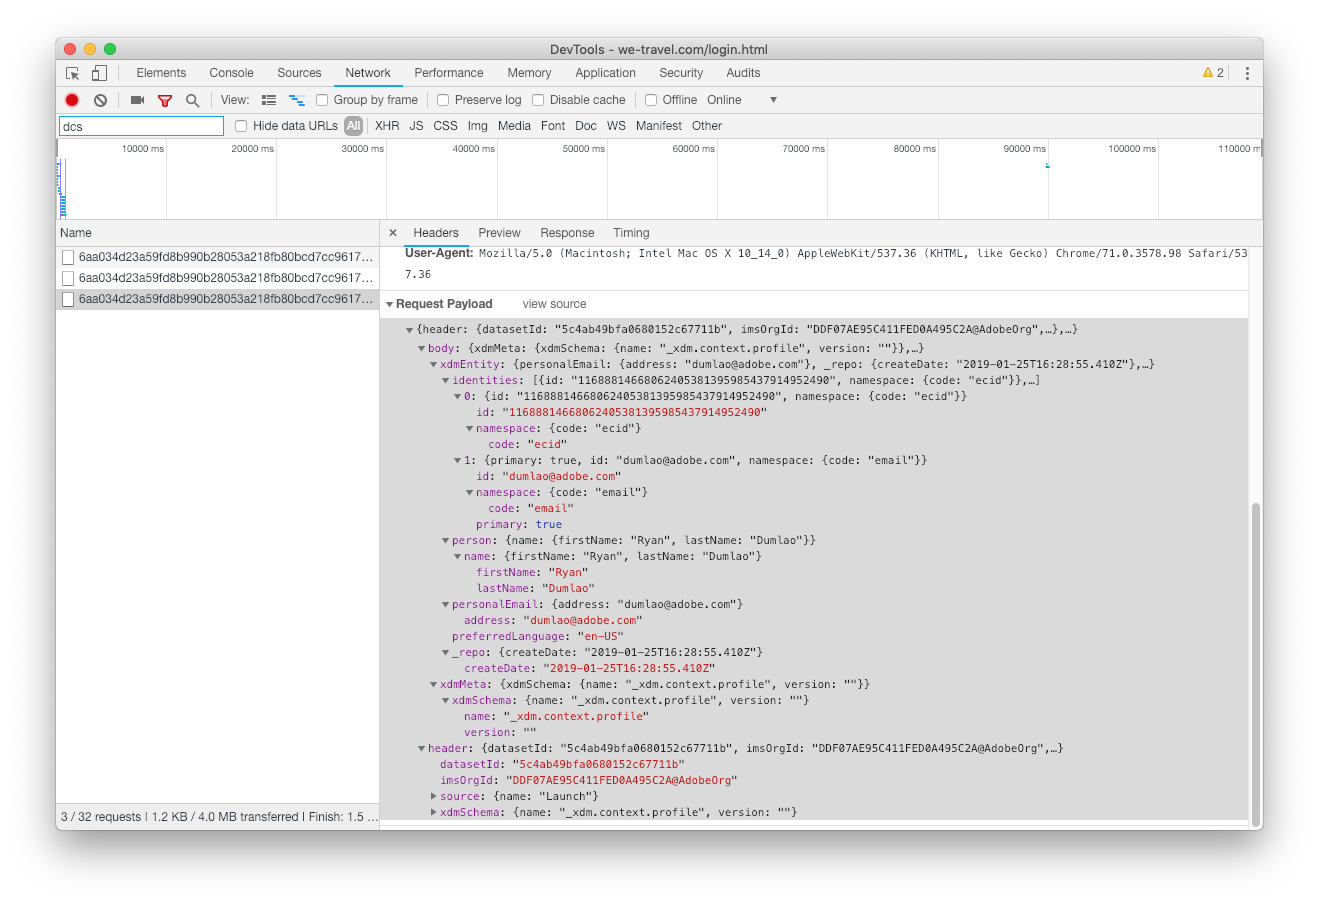 DevTools - we-travel.com/login.html
Elements Console Sources Network Performance Memory Application Security Audits 2
View: Group by frame Preserve log Disable cache Offline Online
dcs Hide data URLs All XHR JS CSS Img Media Font Doc WS Manifest Other
10000 ms 20000 ms 30000 ms 40000 ms 50000 ms 60000 ms 70000 ms 80000 ms 90000 ms 100000 ms 110000 m
Name
6aa034d23a59fd8b990b28053a218fb80bcd7cc9617...
6aa034d23a59fd8b990b28053a218fb80bcd7cc9617...
6aa034d23a59fd8b990b28053a218fb80bcd7cc9617...
3 / 32 requests | 1.2 KB / 4.0 MB transferred | Finish: 1.5 ...
× Headers Preview Response Timing
User-Agent: Mozilla/5.0 (Macintosh; Intel Mac OS X 10_14_0) AppleWebKit/537.36 (KHTML, like Gecko) Chrome/71.0.3578.98 Safari/53
7.36
Request Payload view source
{header: {datasetId: "5c4ab49bfa0680152c67711b", imsOrgId: "DDF07AE95C411FED0A495C2A@AdobeOrg",…},…}
body: {xdmMeta: {xdmSchema: {name: "_xdm.context.profile", version: ""}},…}
xdmEntity: {personalEmail: {address: "dumlao@adobe.com"}, _repo: {createDate: "2019-01-25T16:28:55.410Z"},…}
identities: [{id: "11688814668062405381395985437914952490", namespace: {code: "ecid"}},…]
0: {id: "11688814668062405381395985437914952490", namespace: {code: "ecid"}}
id: "11688814668062405381395985437914952490"
namespace: {code: "ecid"}
code: "ecid"
1: {primary: true, id: "dumlao@adobe.com", namespace: {code: "email"}}
id: "dumlao@adobe.com"
namespace: {code: "email"}
code: "email"
primary: true
person: {name: {firstName: "Ryan", lastName: "Dumlao"}}
name: {firstName: "Ryan", lastName: "Dumlao"}
firstName: "Ryan"
lastName: "Dumlao"
personalEmail: {address: "dumlao@adobe.com"}
address: "dumlao@adobe.com"
preferredLanguage: "en-US"
_repo: {createDate: "2019-01-25T16:28:55.410Z"}
createDate: "2019-01-25T16:28:55.410Z"
xdmMeta: {xdmSchema: {name: "_xdm.context.profile", version: ""}}
xdmSchema: {name: "_xdm.context.profile", version: ""}
name: "_xdm.context.profile"
version: ""
header: {datasetId: "5c4ab49bfa0680152c67711b", imsOrgId: "DDF07AE95C411FED0A495C2A@AdobeOrg",…}
datasetId: "5c4ab49bfa0680152c67711b"
imsOrgId: "DDF07AE95C411FED0A495C2A@AdobeOrg"
source: {name: "Launch"}
xdmSchema: {name: "_xdm.context.profile", version: ""}